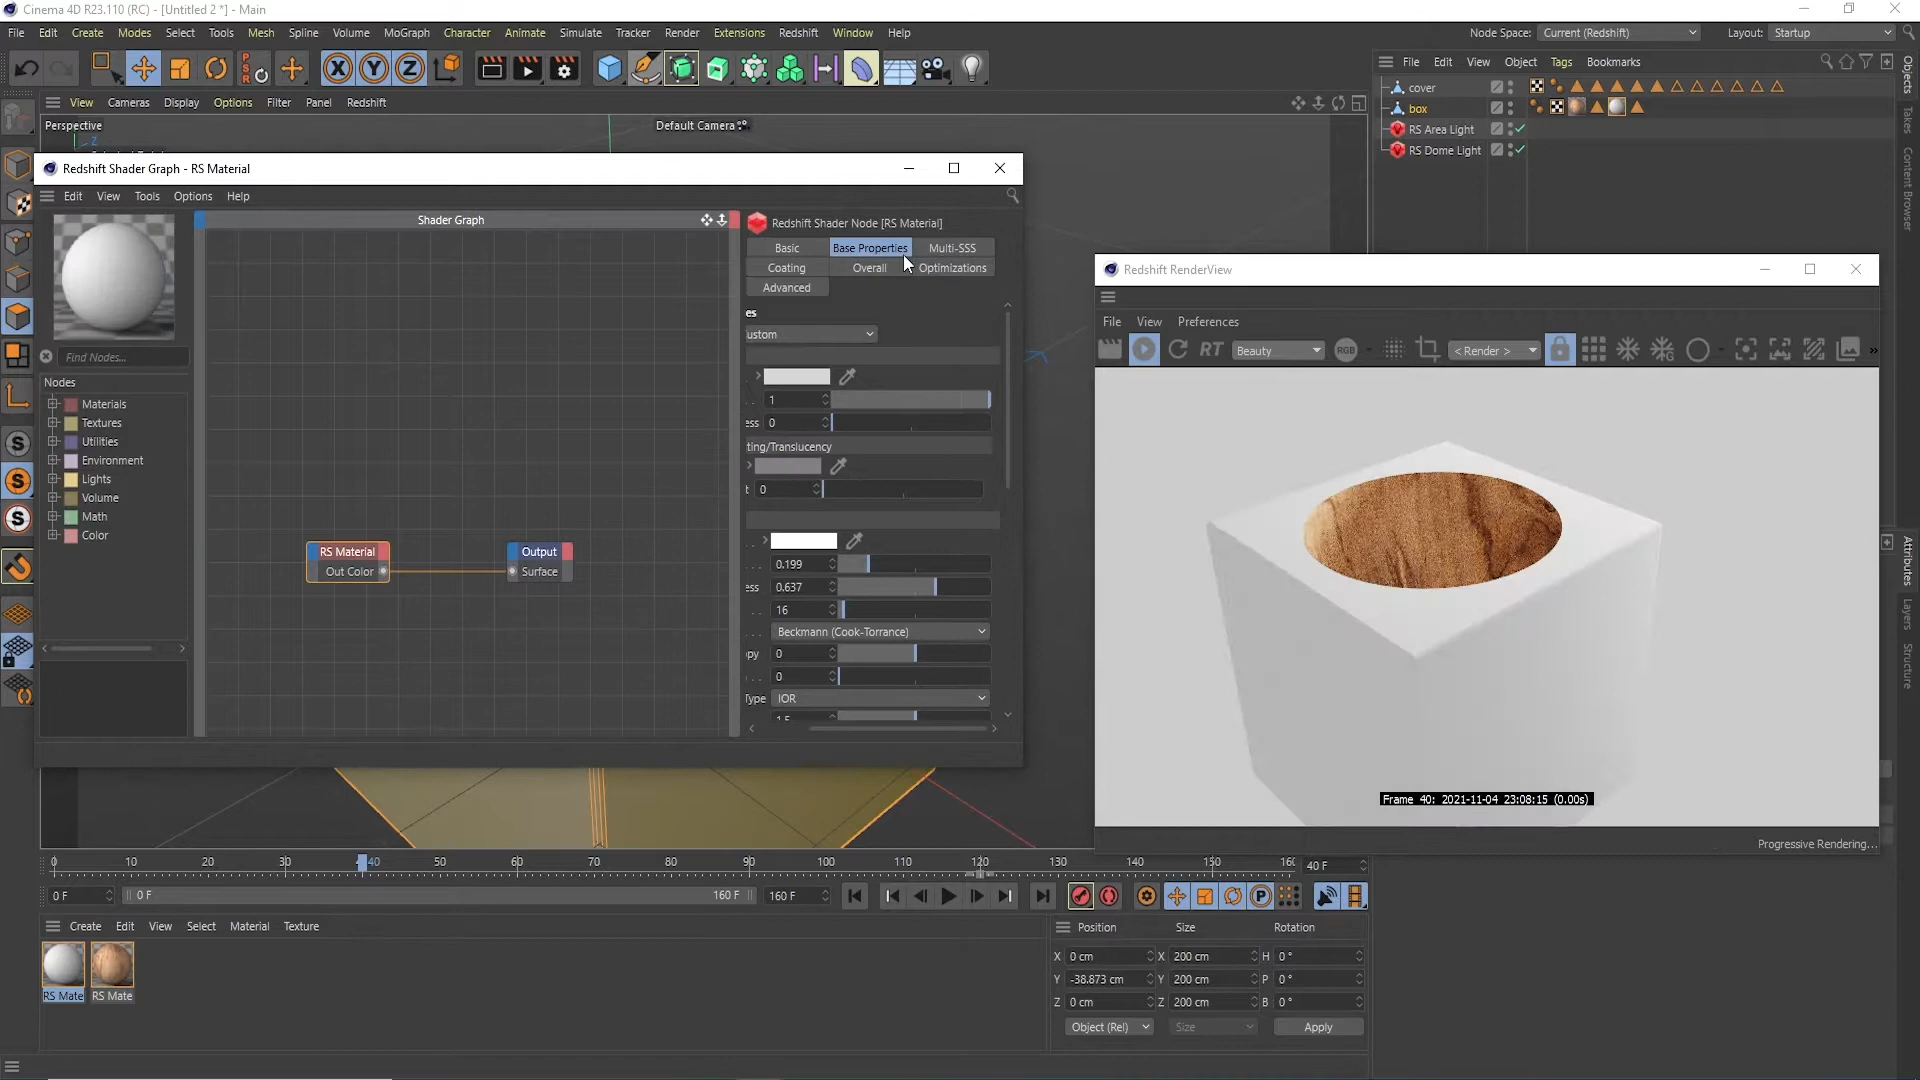 Cinema 4D R23.110 (RC) - [Untitled 2 *] - Main
File Edit Create Modes Select Tools Mesh Spline Volume MoGraph Character Animate Simulate Tracker Render Extensions Redshift Window Help
Node Space: Current (Redshift) Layout: Startup
X Y Z
PSR
File Edit View Object Tags Bookmarks
View Cameras Display Options Filter Panel Redshift
cover
box
RS Area Light
RS Dome Light
Objects
Takes
Content Browser
Attributes
Layers
Structure
Perspective
Default Camera
Z
Redshift Shader Graph - RS Material
Edit View Tools Options Help
Shader Graph
Find Nodes...
Nodes
Materials
Textures
Utilities
Environment
Lights
Volume
Math
Color
RS Material
Out Color
Output
Surface
Redshift Shader Node [RS Material]
Basic Base Properties Multi-SSS
Coating Overall Optimizations
Advanced
es
ustom
1
ess 0
ting/Translucency
t 0
0.199
ess 0.637
16
Beckmann (Cook-Torrance)
opy 0
0
Type IOR
1.5
Redshift RenderView
File View Preferences
RT Beauty RGB < Render > »
Frame 40: 2021-11-04 23:08:15 (0.00s)
Progressive Rendering...
S
S
S
0 10 20 30 40 50 60 70 80 90 100 110 120 130 140 150 160 40 F
0 F 0 F 160 F 160 F
P
Create Edit View Select Material Texture
RS Mate RS Mate
Position Size Rotation
X 0 cm X 200 cm H 0 °
Y -38.873 cm Y 200 cm P 0 °
Z 0 cm Z 200 cm B 0 °
Object (Rel) Size Apply